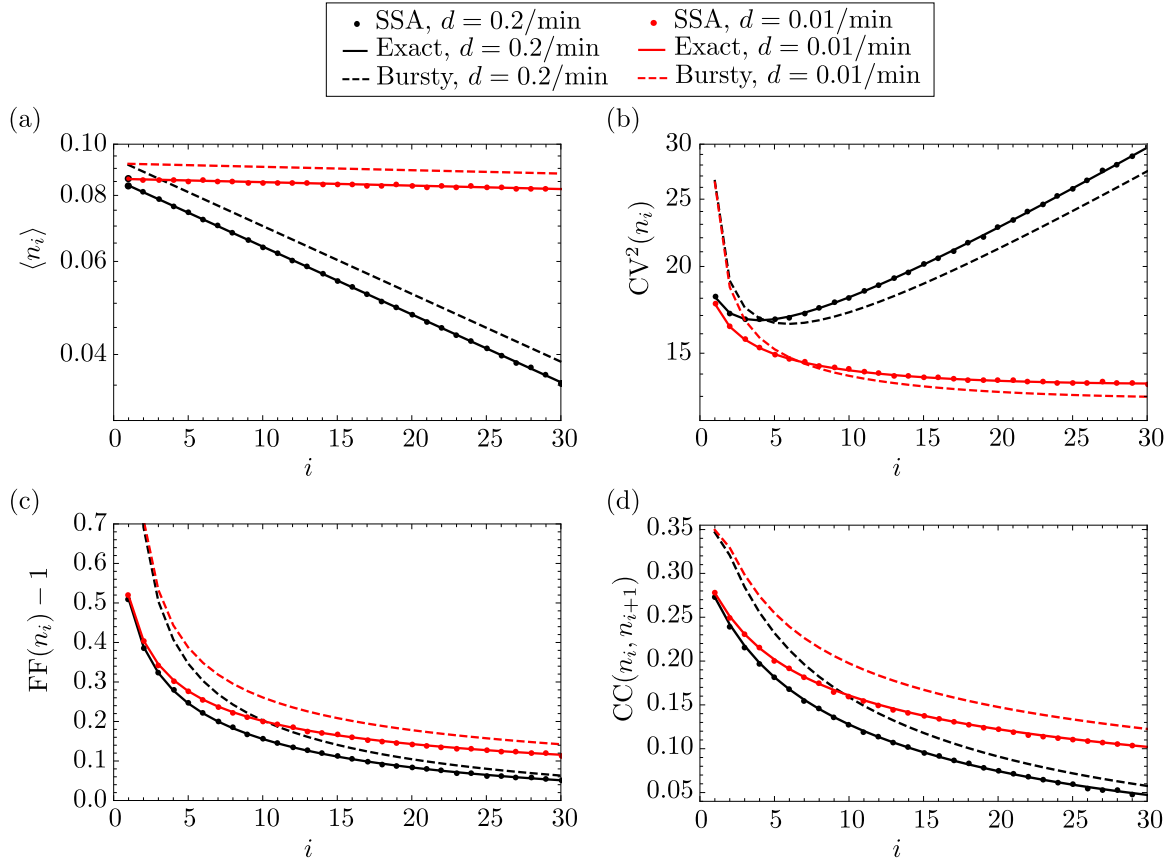 SSA, d = 0.2/min
SSA, d = 0.01/min
Exact, d = 0.2/min
Exact, d = 0.01/min
Bursty, d = 0.2/min
Bursty, d = 0.01/min
(a)
0.10
0.08
0.06
0.04
⟨n_i⟩
0 5 10 15 20 25 30
i
(b)
30
25
20
15
CV²(n_i)
0 5 10 15 20 25 30
i
(c)
0.7
0.6
0.5
0.4
0.3
0.2
0.1
0.0
FF(n_i) − 1
0 5 10 15 20 25 30
i
(d)
0.35
0.30
0.25
0.20
0.15
0.10
0.05
CC(n_i, n_{i+1})
0 5 10 15 20 25 30
i